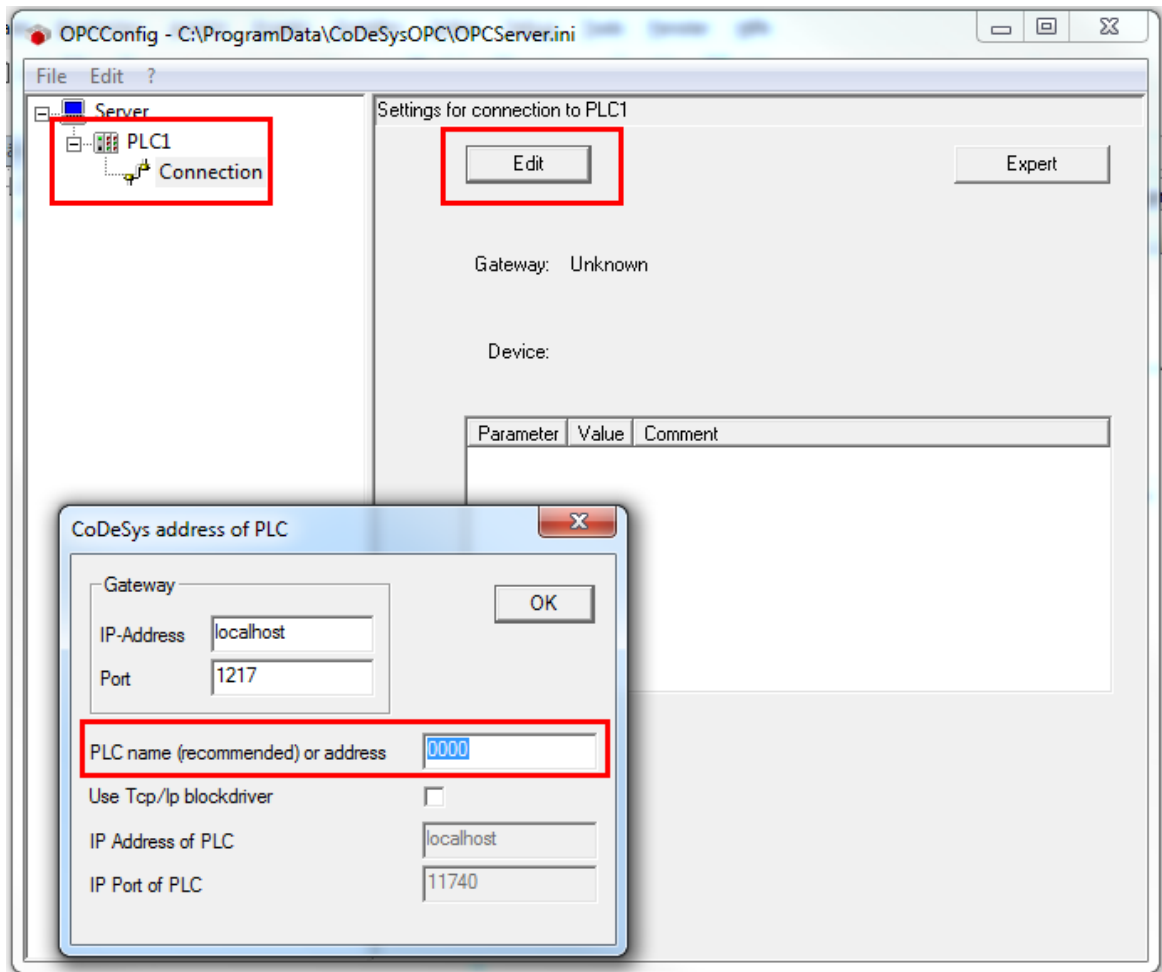 OPCConfig - C:\ProgramData\CoDeSysOPC\OPCServer.ini
File Edit ?
Server
PLC1
Connection
Settings for connection to PLC1
Edit
Expert
Gateway: Unknown
Device:
Parameter Value Comment
CoDeSys address of PLC
Gateway
OK
IP-Address localhost
Port 1217
PLC name (recommended) or address 0000
Use Tcp/Ip blockdriver
IP Address of PLC localhost
IP Port of PLC 11740